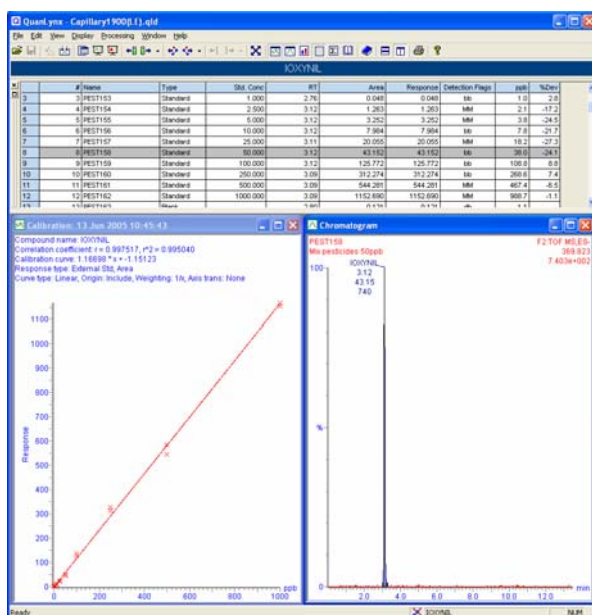 QuanLynx - Capillary1900(I.f).qld
File Edit View Display Processing Window Help
IOXYNIL
# Name Type Std. Conc RT Area Response Detection Flags ppb %Dev
3 3 PEST153 Standard 1.000 2.76 0.048 0.048 bb 1.0 2.8
4 4 PEST154 Standard 2.500 3.12 1.263 1.263 MM 2.1 -17.2
5 5 PEST155 Standard 5.000 3.12 3.252 3.252 MM 3.8 -24.5
6 6 PEST156 Standard 10.000 3.12 7.984 7.984 bb 7.8 -21.7
7 7 PEST157 Standard 25.000 3.11 20.055 20.055 MM 18.2 -27.3
8 8 PEST158 Standard 50.000 3.12 43.152 43.152 bb 38.0 -24.1
9 9 PEST159 Standard 100.000 3.12 125.772 125.772 bb 108.8 8.8
10 10 PEST160 Standard 250.000 3.09 312.274 312.274 bb 268.6 7.4
11 11 PEST161 Standard 500.000 3.09 544.281 544.281 MM 467.4 -6.5
12 12 PEST162 Standard 1000.000 3.09 1152.690 1152.690 MM 988.7 -1.1
Calibration: 13 Jun 2005 10:45:43
Compound name: IOXYNIL
Correlation coefficient: r = 0.997517, r^2 = 0.995040
Calibration curve: 1.16698 * x + -1.15123
Response type: External Std, Area
Curve type: Linear, Origin: Include, Weighting: 1/x, Axis trans: None
1100
1000
900
800
700
600
500
400
300
200
100
0
Response
0 200 400 600 800 1000
ppb
Chromatogram
PEST158 F2:TOF MS,ES-
Mix pesticides 50ppb 369.823
7.403e+002
IOXYNIL
3.12
43.15
740
100
%
0
2.0 4.0 6.0 8.0 10.0 12.0
min
Ready IOXYNIL NUM